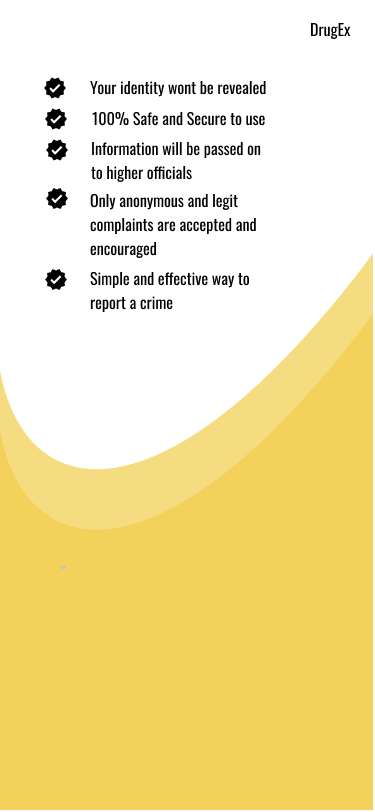 DrugEx
Your identity wont be revealed
100% Safe and Secure to use
Information will be passed on
to higher officials
Only anonymous and legit
complaints are accepted and
encouraged
Simple and effective way to
report a crime